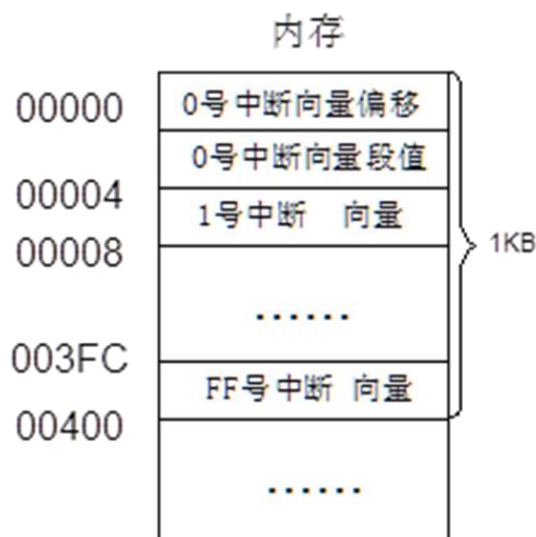 内存
00000
0号中断向量偏移
0号中断向量段值
00004
1号中断 向量
00008
1KB
......
003FC
FF号中断 向量
00400
......